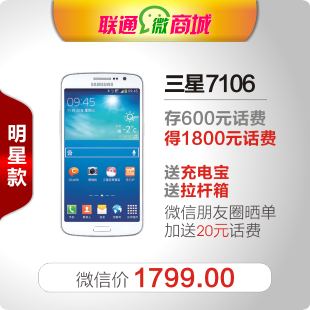 联通微商城
明星款
三星7106
存600元话费
得1800元话费
送充电宝
送拉杆箱
微信朋友圈晒单
加送20元话费
SAMSUNG
09:45
微信价 1799.00